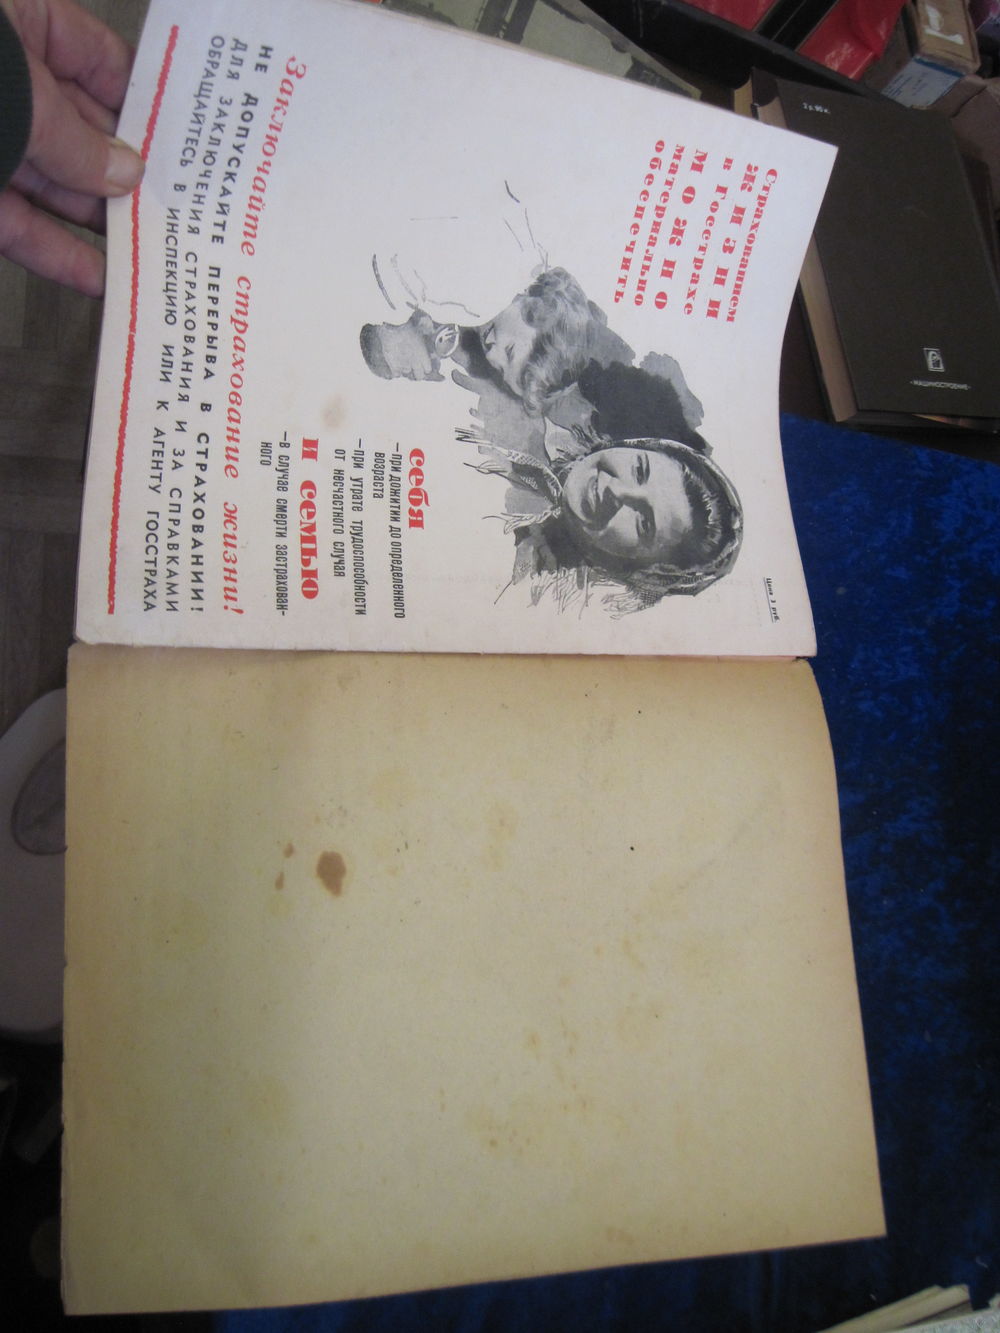 Страхованием
ЖИЗНИ
в Госстрахе
МОЖНО
материально
обеспечить
себя
—при дожитии до определенного
возраста
—при утрате трудоспособности
от несчастного случая
и семью
—в случае смерти застрахован-
ного
Заключайте страхование жизни!
НЕ ДОПУСКАЙТЕ ПЕРЕРЫВА В СТРАХОВАНИИ!
ДЛЯ ЗАКЛЮЧЕНИЯ СТРАХОВАНИЯ И ЗА СПРАВКАМИ
ОБРАЩАЙТЕСЬ В ИНСПЕКЦИЮ ИЛИ К АГЕНТУ ГОССТРАХА
Цена 3 руб.
2 р. 90 к.
·МАШИНОСТРОЕНИЕ·